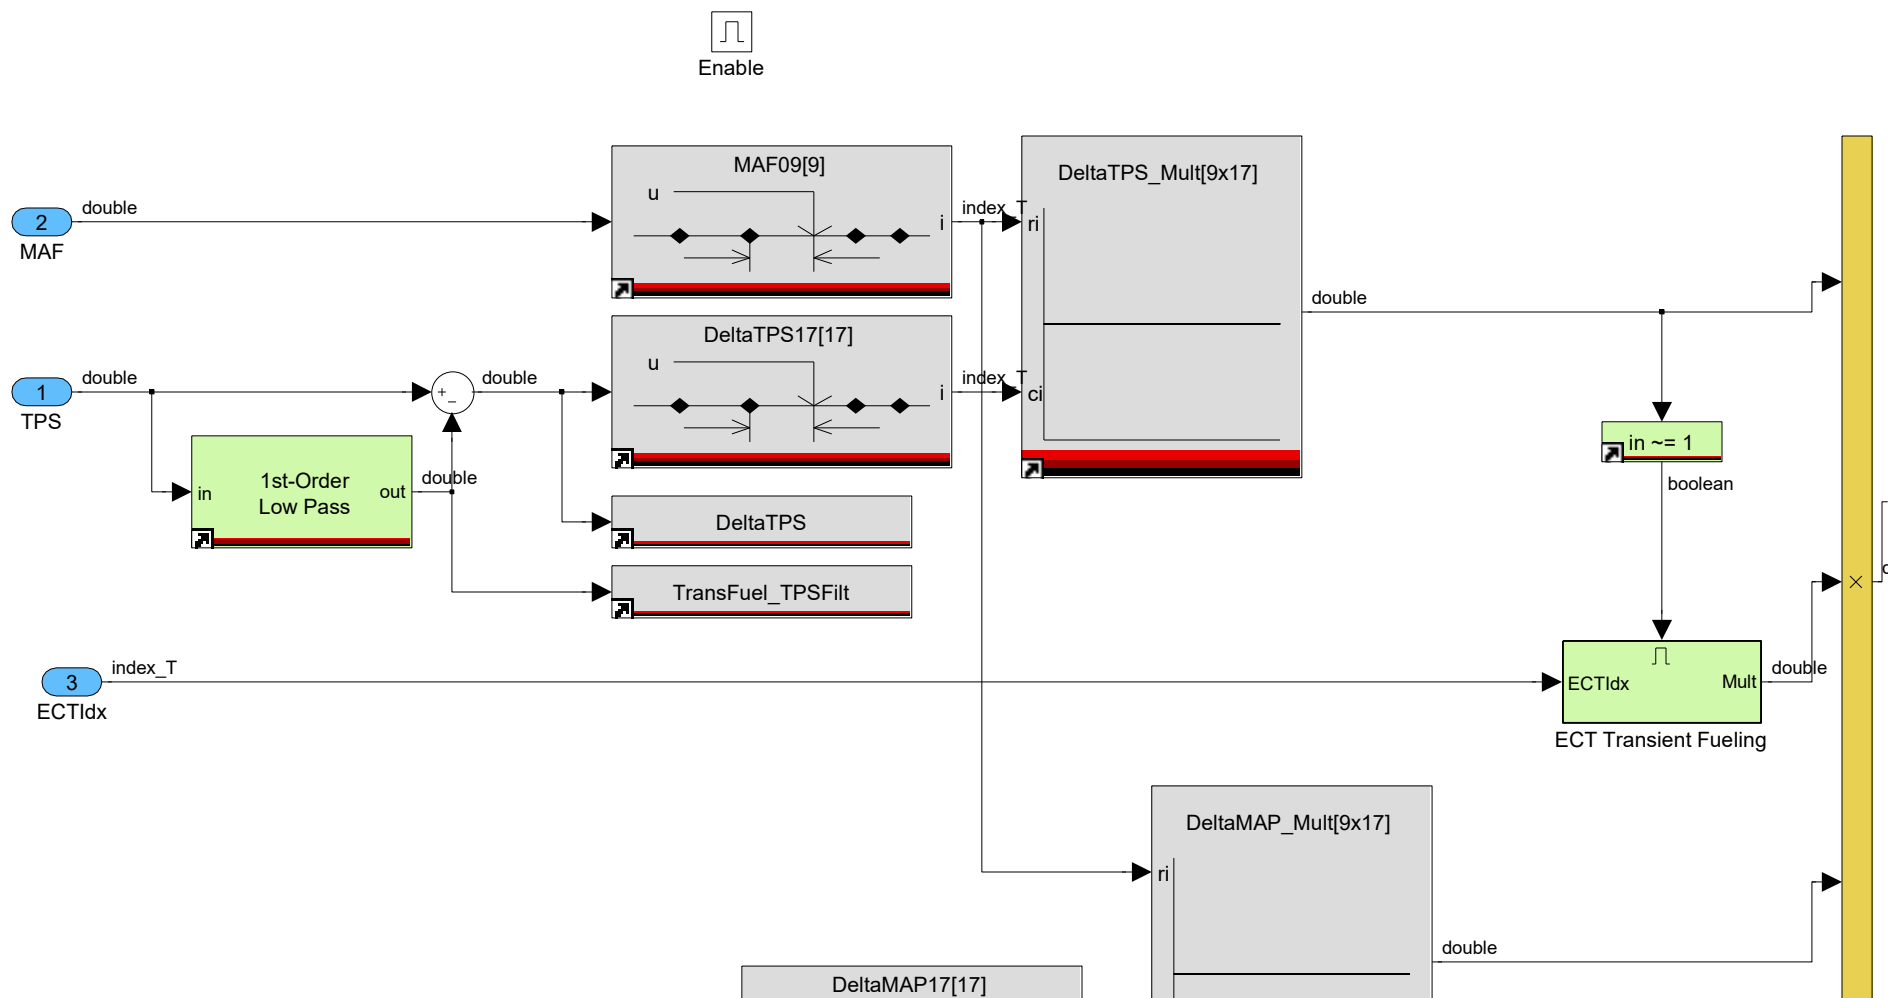 Enable
MAF09[9]
u
i
double
2
MAF
index_T
DeltaTPS_Mult[9x17]
ri
ci
double
DeltaTPS17[17]
u
i
double
1
TPS
+
−
double
index_T
in ~= 1
boolean
in
1st-Order
Low Pass
out
double
DeltaTPS
TransFuel_TPSFilt
×
index_T
3
ECTIdx
ECTIdx
Mult
double
ECT Transient Fueling
DeltaMAP_Mult[9x17]
ri
double
DeltaMAP17[17]